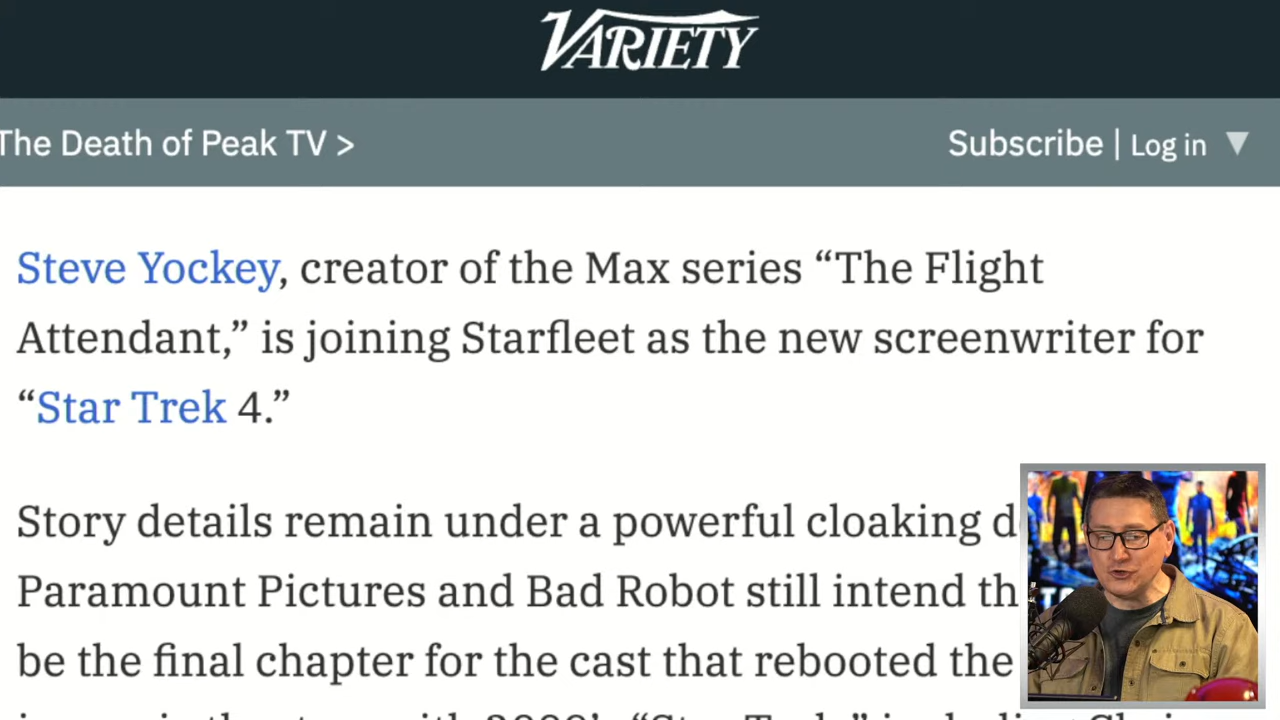 VARIETY
The Death of Peak TV >
Subscribe | Log in ▼
Steve Yockey, creator of the Max series “The Flight
Attendant,” is joining Starfleet as the new screenwriter for
“Star Trek 4.”
Story details remain under a powerful cloaking
Paramount Pictures and Bad Robot still intend
be the final chapter for the cast that rebooted the